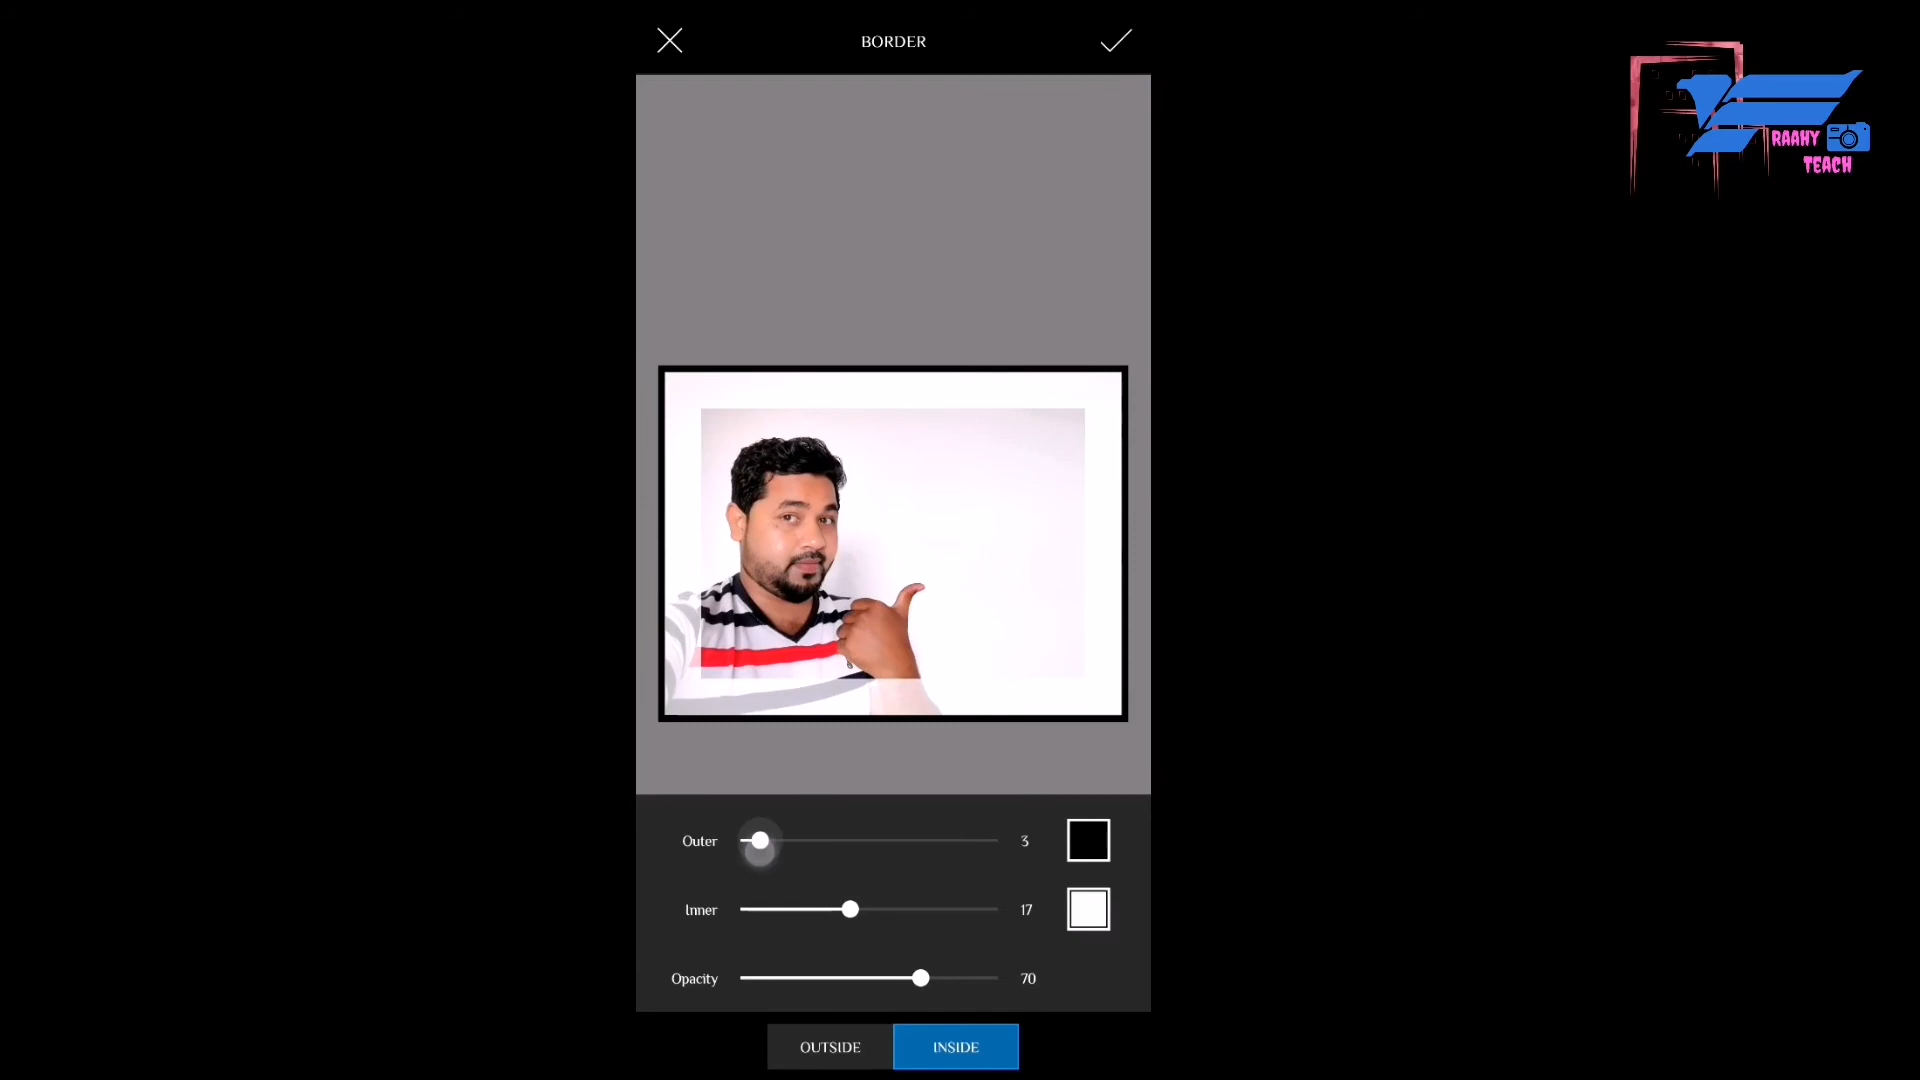 BORDER
RAAHY
TEACH
Outer 3
Inner 17
Opacity 70
OUTSIDE INSIDE